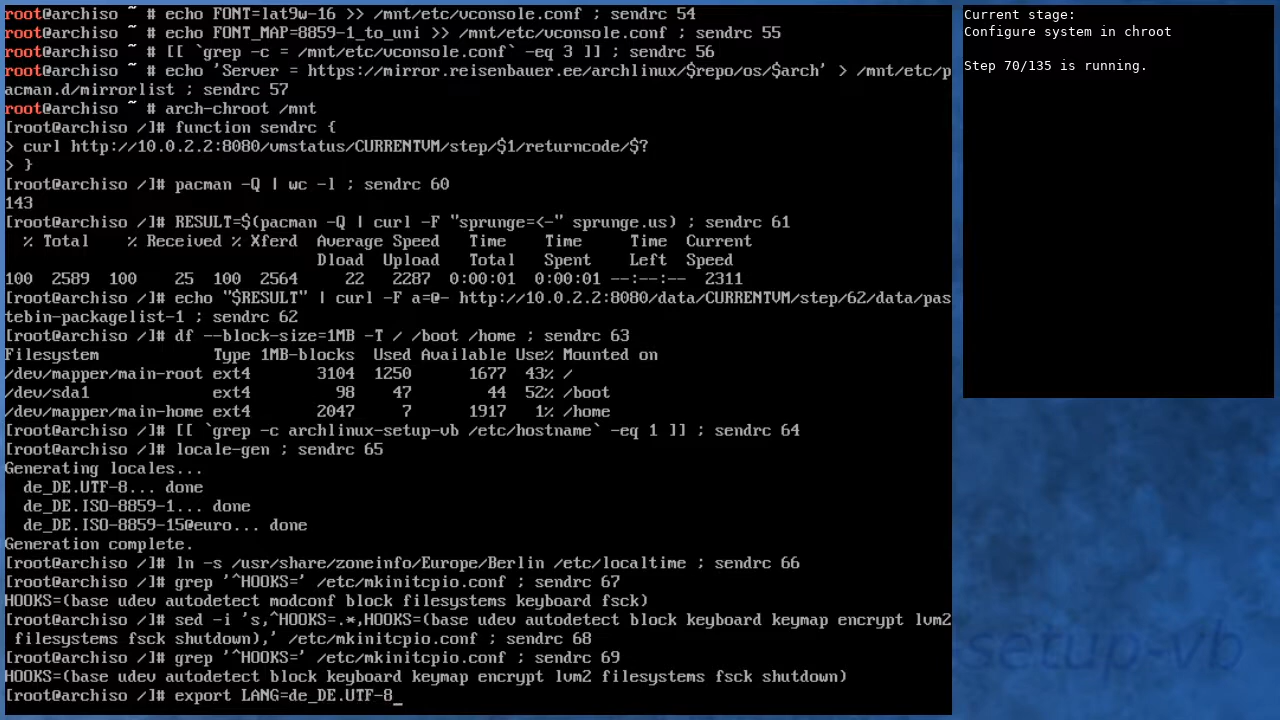 root@archiso ~ # echo FONT=lat9w-16 >> /mnt/etc/vconsole.conf ; sendrc 54
root@archiso ~ # echo FONT_MAP=8859-1_to_uni >> /mnt/etc/vconsole.conf ; sendrc 55
root@archiso ~ # [[ `grep -c = /mnt/etc/vconsole.conf` -eq 3 ]] ; sendrc 56
root@archiso ~ # echo 'Server = https://mirror.reisenbauer.ee/archlinux/$repo/os/$arch' > /mnt/etc/p
acman.d/mirrorlist ; sendrc 57
root@archiso ~ # arch-chroot /mnt
[root@archiso /]# function sendrc {
> curl http://10.0.2.2:8080/vmstatus/CURRENTVM/step/$1/returncode/$?
> }
[root@archiso /]# pacman -Q | wc -l ; sendrc 60
143
[root@archiso /]# RESULT=$(pacman -Q | curl -F "sprunge=<-" sprunge.us) ; sendrc 61
  % Total    % Received % Xferd  Average Speed   Time    Time     Time  Current
                                 Dload  Upload   Total   Spent    Left  Speed
100  2589  100    25  100  2564     22   2287  0:00:01  0:00:01 --:--:--  2311
[root@archiso /]# echo "$RESULT" | curl -F a=@- http://10.0.2.2:8080/data/CURRENTVM/step/62/data/pas
tebin-packagelist-1 ; sendrc 62
[root@archiso /]# df --block-size=1MB -T / /boot /home ; sendrc 63
Filesystem            Type 1MB-blocks  Used Available Use% Mounted on
/dev/mapper/main-root ext4       3104  1250      1677  43% /
/dev/sda1             ext4         98    47        44  52% /boot
/dev/mapper/main-home ext4       2047     7      1917   1% /home
[root@archiso /]# [[ `grep -c archlinux-setup-vb /etc/hostname` -eq 1 ]] ; sendrc 64
[root@archiso /]# locale-gen ; sendrc 65
Generating locales...
  de_DE.UTF-8... done
  de_DE.ISO-8859-1... done
  de_DE.ISO-8859-15@euro... done
Generation complete.
[root@archiso /]# ln -s /usr/share/zoneinfo/Europe/Berlin /etc/localtime ; sendrc 66
[root@archiso /]# grep '^HOOKS=' /etc/mkinitcpio.conf ; sendrc 67
HOOKS=(base udev autodetect modconf block filesystems keyboard fsck)
[root@archiso /]# sed -i 's,^HOOKS=.*,HOOKS=(base udev autodetect block keyboard keymap encrypt lvm2
 filesystems fsck shutdown),' /etc/mkinitcpio.conf ; sendrc 68
[root@archiso /]# grep '^HOOKS=' /etc/mkinitcpio.conf ; sendrc 69
HOOKS=(base udev autodetect block keyboard keymap encrypt lvm2 filesystems fsck shutdown)
[root@archiso /]# export LANG=de_DE.UTF-8_
Current stage:
Configure system in chroot
Step 70/135 is running.
setup-vb